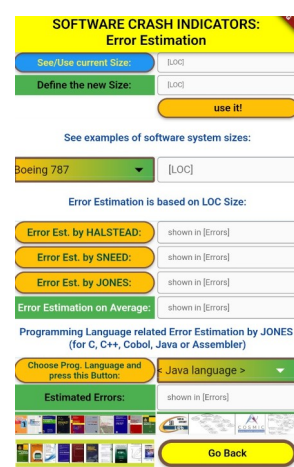 SOFTWARE CRASH INDICATORS:
Error Estimation
See/Use current Size:
[LOC]
Define the new Size:
[LOC]
use it!
See examples of software system sizes:
Boeing 787
[LOC]
Error Estimation is based on LOC Size:
Error Est. by HALSTEAD:
shown in [Errors]
Error Est. by SNEED:
shown in [Errors]
Error Est. by JONES:
shown in [Errors]
Error Estimation on Average:
shown in [Errors]
Programming Language related Error Estimation by JONES
(for C, C++, Cobol, Java or Assembler)
Choose Prog. Language and
press this Button:
< Java language >
Estimated Errors:
shown in [Errors]
COSMIC
Go Back